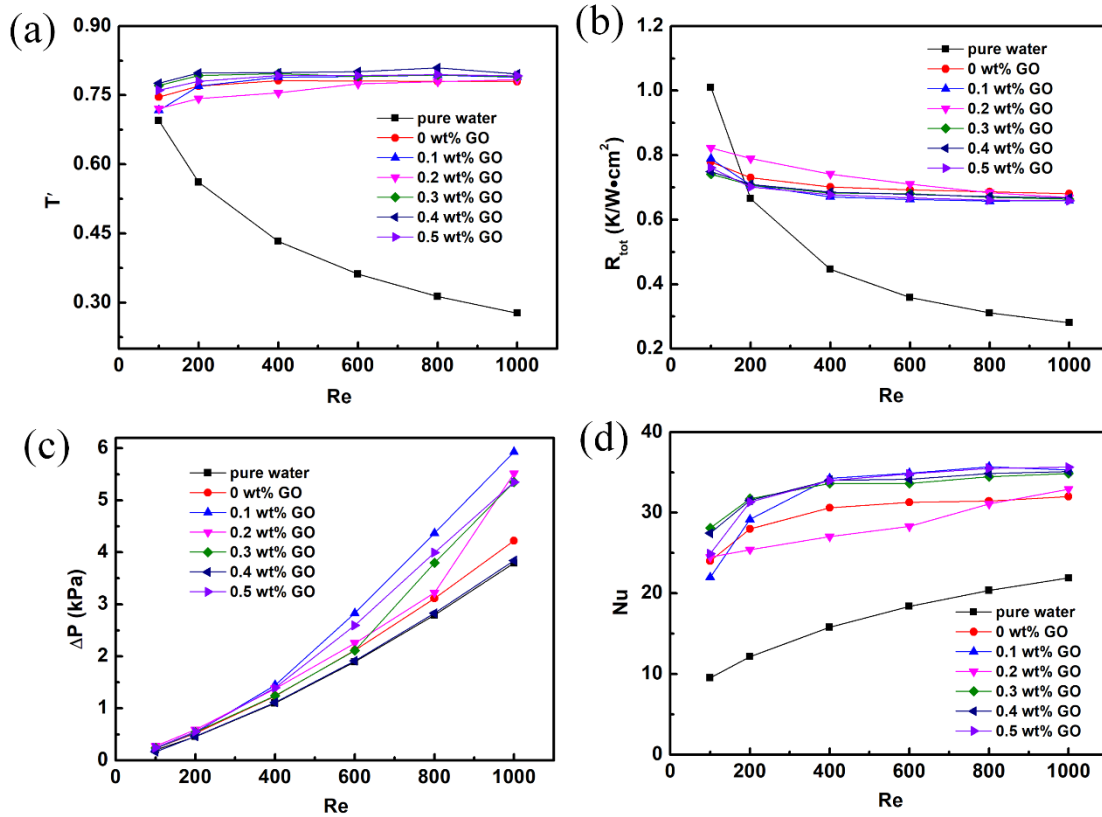 (a)
0.90
0.75
0.60
0.45
0.30
T'
pure water
0 wt% GO
0.1 wt% GO
0.2 wt% GO
0.3 wt% GO
0.4 wt% GO
0.5 wt% GO
0 200 400 600 800 1000
Re
(b)
1.2
1.0
0.8
0.6
0.4
0.2
Rtot (K/W•cm²)
pure water
0 wt% GO
0.1 wt% GO
0.2 wt% GO
0.3 wt% GO
0.4 wt% GO
0.5 wt% GO
0 200 400 600 800 1000
Re
(c)
6
5
4
3
2
1
0
ΔP (kPa)
pure water
0 wt% GO
0.1 wt% GO
0.2 wt% GO
0.3 wt% GO
0.4 wt% GO
0.5 wt% GO
0 200 400 600 800 1000
Re
(d)
40
30
20
10
0
Nu
pure water
0 wt% GO
0.1 wt% GO
0.2 wt% GO
0.3 wt% GO
0.4 wt% GO
0.5 wt% GO
0 200 400 600 800 1000
Re